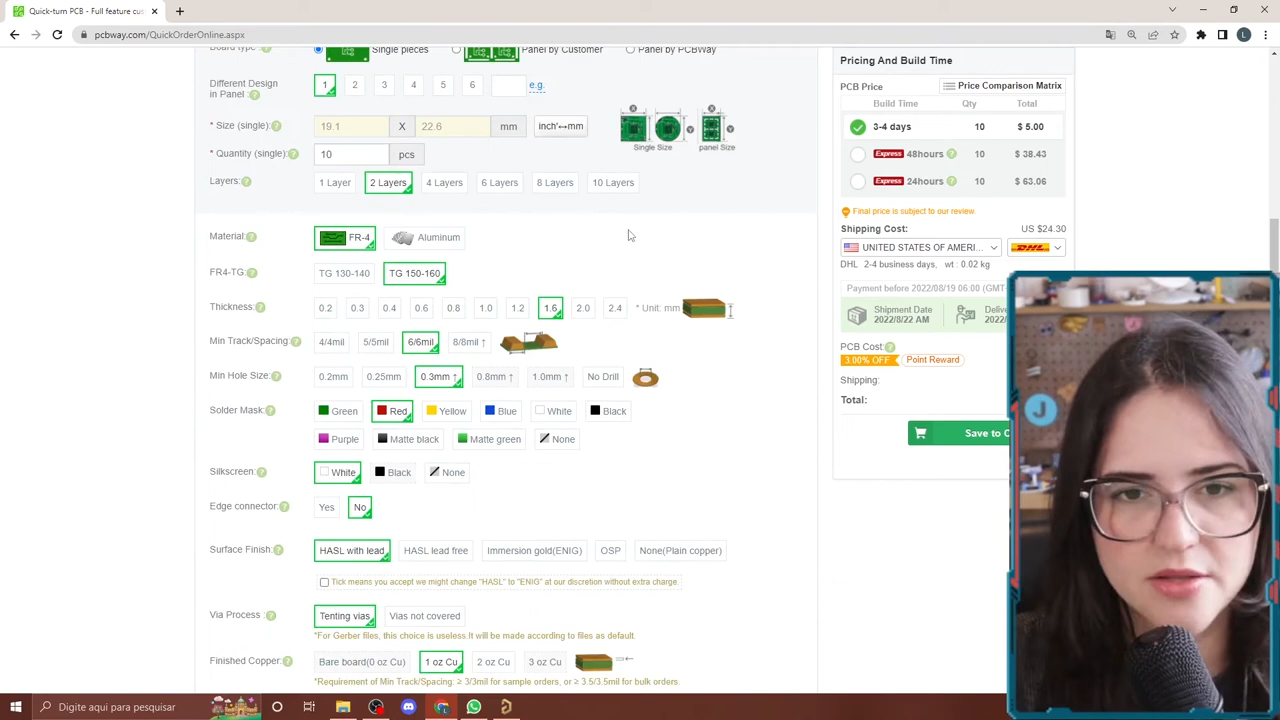 Quick-turn PCB - Full feature cus
pcbway.com/QuickOrderOnline.aspx
Board type: Single pieces Panel by Customer Panel by PCBWay
Different Design in Panel : 1 2 3 4 5 6 e.g.
* Size (single): 19.1 X 22.6 mm inch↔mm
* Quantity (single): 10 pcs
Single Size panel Size
Layers: 1 Layer 2 Layers 4 Layers 6 Layers 8 Layers 10 Layers
Material: FR-4 Aluminum
FR4-TG: TG 130-140 TG 150-160
Thickness: 0.2 0.3 0.4 0.6 0.8 1.0 1.2 1.6 2.0 2.4 * Unit: mm
Min Track/Spacing: 4/4mil 5/5mil 6/6mil 8/8mil ↑
Min Hole Size: 0.2mm 0.25mm 0.3mm ↑ 0.8mm ↑ 1.0mm ↑ No Drill
Solder Mask: Green Red Yellow Blue White Black
Purple Matte black Matte green None
Silkscreen: White Black None
Edge connector: Yes No
Surface Finish: HASL with lead HASL lead free Immersion gold(ENIG) OSP None(Plain copper)
Tick means you accept we might change "HASL" to "ENIG" at our discretion without extra charge
Via Process : Tenting vias Vias not covered
*For Gerber files, this choice is useless It will be made according to files as default.
Finished Copper: Bare board(0 oz Cu) 1 oz Cu 2 oz Cu 3 oz Cu
*Requirement of Min Track/Spacing: ≥ 3/3mil for sample orders, or ≥ 3.5/3.5mil for bulk orders.
Pricing And Build Time
PCB Price Price Comparison Matrix
Build Time Qty Total
3-4 days 10 $ 5.00
Express 48hours 10 $ 38.43
Express 24hours 10 $ 63.06
Final price is subject to our review.
Shipping Cost: US $24.30
UNITED STATES OF AMERI... DHL
DHL 2-4 business days, wt : 0.02 kg
Payment before 2022/08/19 06:00 (GMT-
Shipment Date Delive
2022/8/22 AM 2022/
PCB Cost:
3.00% OFF Point Reward
Shipping:
Total:
Save to C
J
Digite aqui para pesquisar